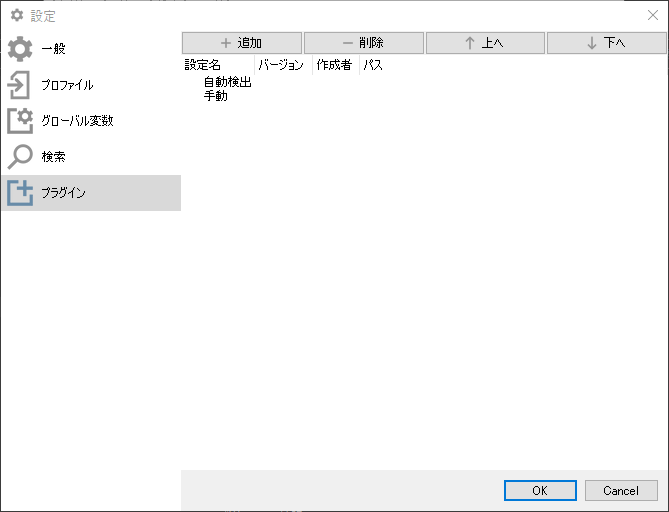 設定
一般
プロファイル
グローバル変数
検索
プラグイン
追加 削除 上へ 下へ
設定名 バージョン 作成者 パス
自動検出
手動
OK Cancel